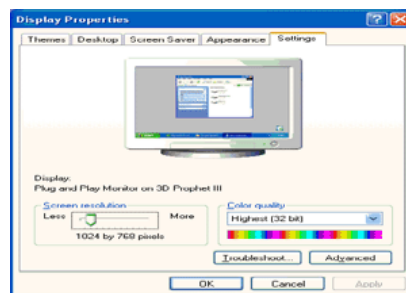 Display Properties
Themes Desktop Screen Saver Appearance Settings
Display:
Plug and Play Monitor on 3D Prophet III
Screen resolution
Less More
1024 by 768 pixels
Color quality
Highest (32 bit)
Troubleshoot... Advanced
OK Cancel Apply